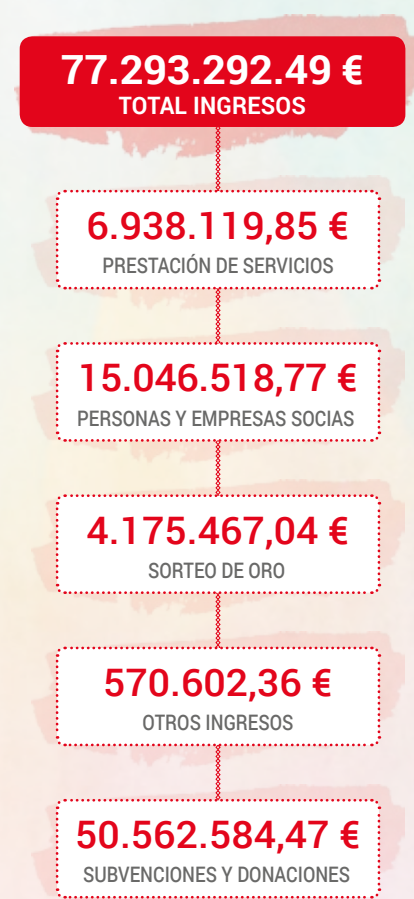 77.293.292.49 €
TOTAL INGRESOS
6.938.119,85 €
PRESTACIÓN DE SERVICIOS
15.046.518,77 €
PERSONAS Y EMPRESAS SOCIAS
4.175.467,04 €
SORTEO DE ORO
570.602,36 €
OTROS INGRESOS
50.562.584,47 €
SUBVENCIONES Y DONACIONES